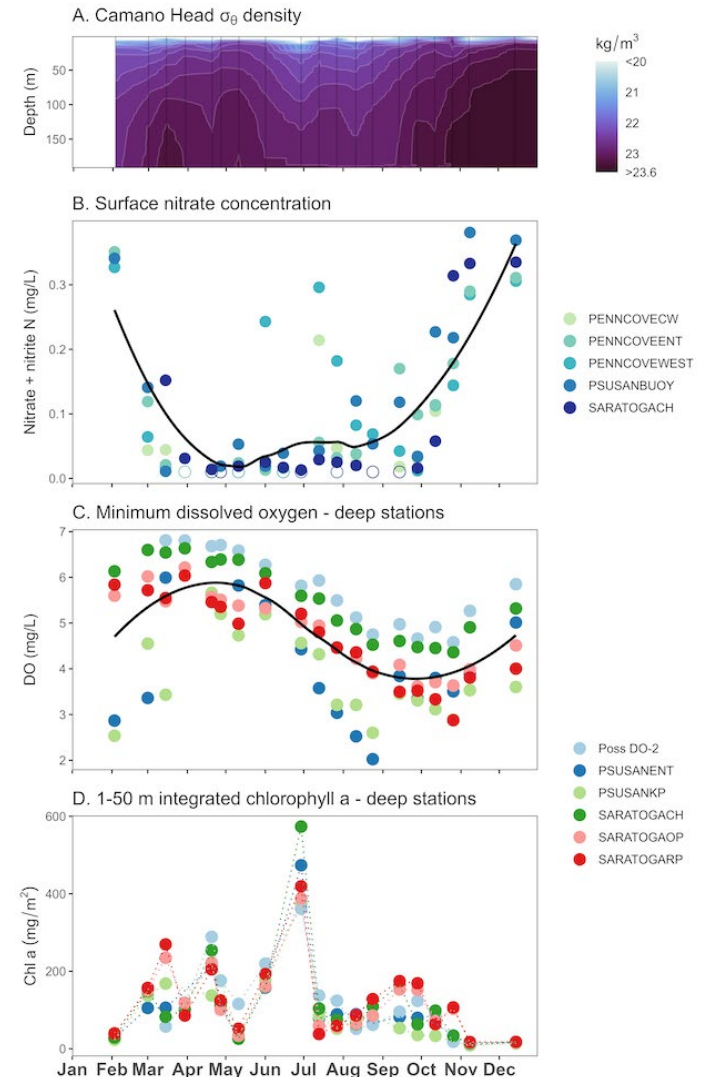 A. Camano Head σθ density
Depth (m)
50
100
150
kg/m³
<20
21
22
23
>23.6
B. Surface nitrate concentration
Nitrate + nitrite N (mg/L)
0.3
0.2
0.1
0.0
PENNCOVECW
PENNCOVEENT
PENNCOVEWEST
PSUSANBUOY
SARATOGACH
C. Minimum dissolved oxygen - deep stations
DO (mg/L)
7
6
5
4
3
2
Poss DO-2
PSUSANENT
PSUSANKP
SARATOGACH
SARATOGAOP
SARATOGARP
D. 1-50 m integrated chlorophyll a - deep stations
Chl a (mg/m²)
600
400
200
0
Jan Feb Mar Apr May Jun Jul Aug Sep Oct Nov Dec